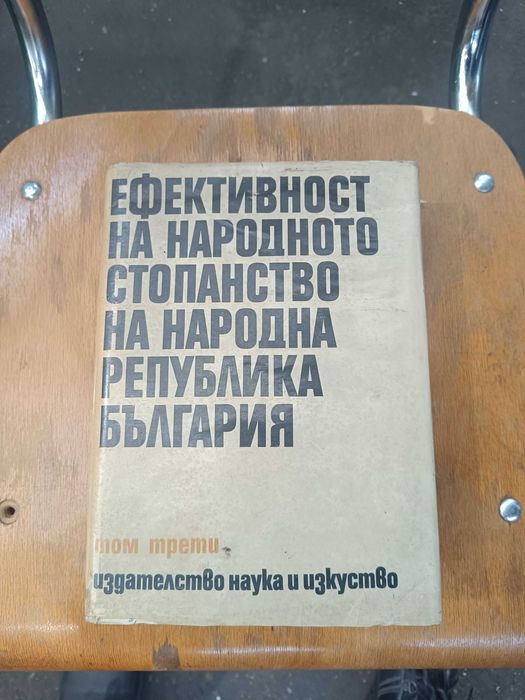 ЕФЕКТИВНОСТ
НА НАРОДНОТО
СТОПАНСТВО
НА НАРОДНА
РЕПУБЛИКА
БЪЛГАРИЯ
том трети
издателство наука и изкуство